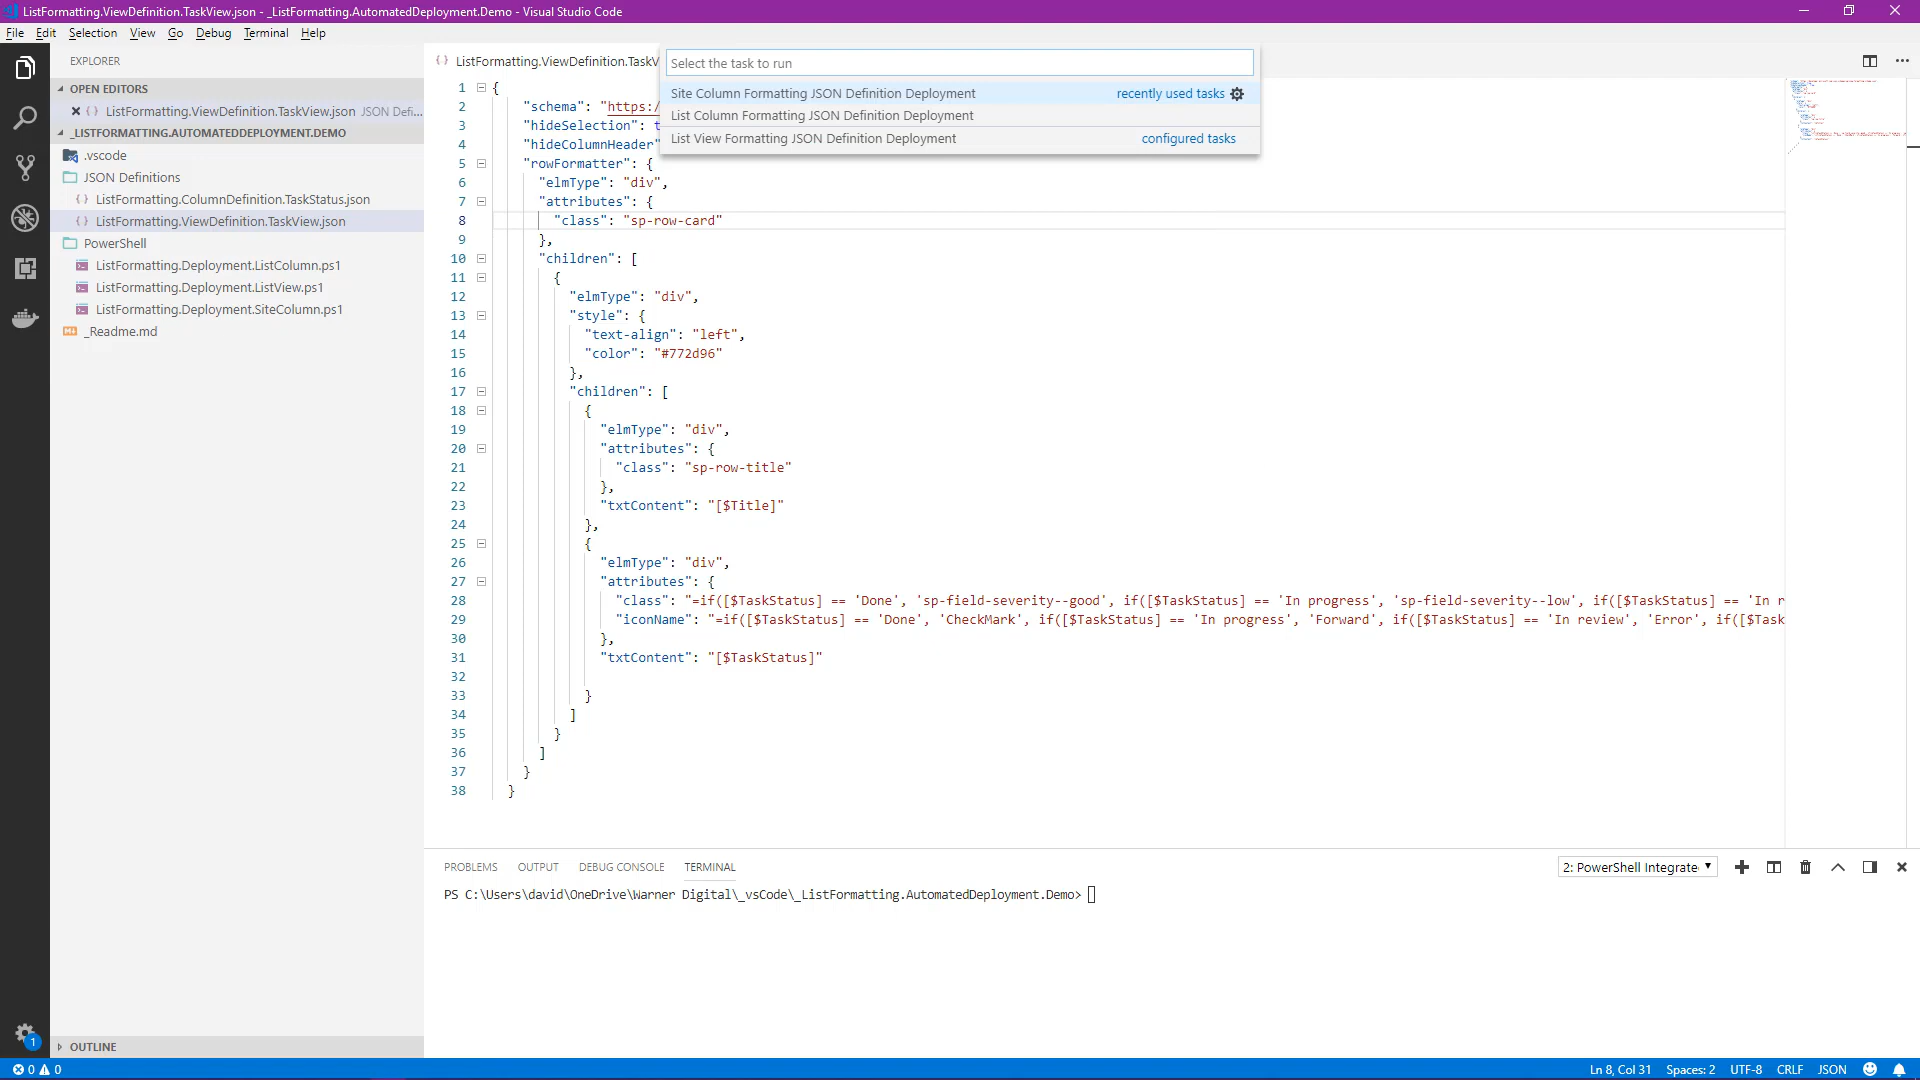 ListFormatting.ViewDefinition.TaskView.json - _ListFormatting.AutomatedDeployment.Demo - Visual Studio Code
File Edit Selection View Go Debug Terminal Help
EXPLORER
OPEN EDITORS
ListFormatting.ViewDefinition.TaskView.json JSON Defi...
_LISTFORMATTING.AUTOMATEDDEPLOYMENT.DEMO
.vscode
JSON Definitions
ListFormatting.ColumnDefinition.TaskStatus.json
ListFormatting.ViewDefinition.TaskView.json
PowerShell
ListFormatting.Deployment.ListColumn.ps1
ListFormatting.Deployment.ListView.ps1
ListFormatting.Deployment.SiteColumn.ps1
_Readme.md
OUTLINE
1
{ } ListFormatting.ViewDefinition.TaskV
Select the task to run
Site Column Formatting JSON Definition Deployment recently used tasks
List Column Formatting JSON Definition Deployment
List View Formatting JSON Definition Deployment configured tasks
1 {
2 "schema": "https:/
3 "hideSelection": t
4 "hideColumnHeader"
5 "rowFormatter": {
6 "elmType": "div",
7 "attributes": {
8 "class": "sp-row-card"
9 },
10 "children": [
11 {
12 "elmType": "div",
13 "style": {
14 "text-align": "left",
15 "color": "#772d96"
16 },
17 "children": [
18 {
19 "elmType": "div",
20 "attributes": {
21 "class": "sp-row-title"
22 },
23 "txtContent": "[$Title]"
24 },
25 {
26 "elmType": "div",
27 "attributes": {
28 "class": "=if([$TaskStatus] == 'Done', 'sp-field-severity--good', if([$TaskStatus] == 'In progress', 'sp-field-severity--low', if([$TaskStatus] == 'In r
29 "iconName": "=if([$TaskStatus] == 'Done', 'CheckMark', if([$TaskStatus] == 'In progress', 'Forward', if([$TaskStatus] == 'In review', 'Error', if([$Task
30 },
31 "txtContent": "[$TaskStatus]"
32
33 }
34 ]
35 }
36 ]
37 }
38 }
PROBLEMS OUTPUT DEBUG CONSOLE TERMINAL 2: PowerShell Integrate
PS C:\Users\david\OneDrive\Warner Digital\_vsCode\_ListFormatting.AutomatedDeployment.Demo>
0 0 Ln 8, Col 31 Spaces: 2 UTF-8 CRLF JSON